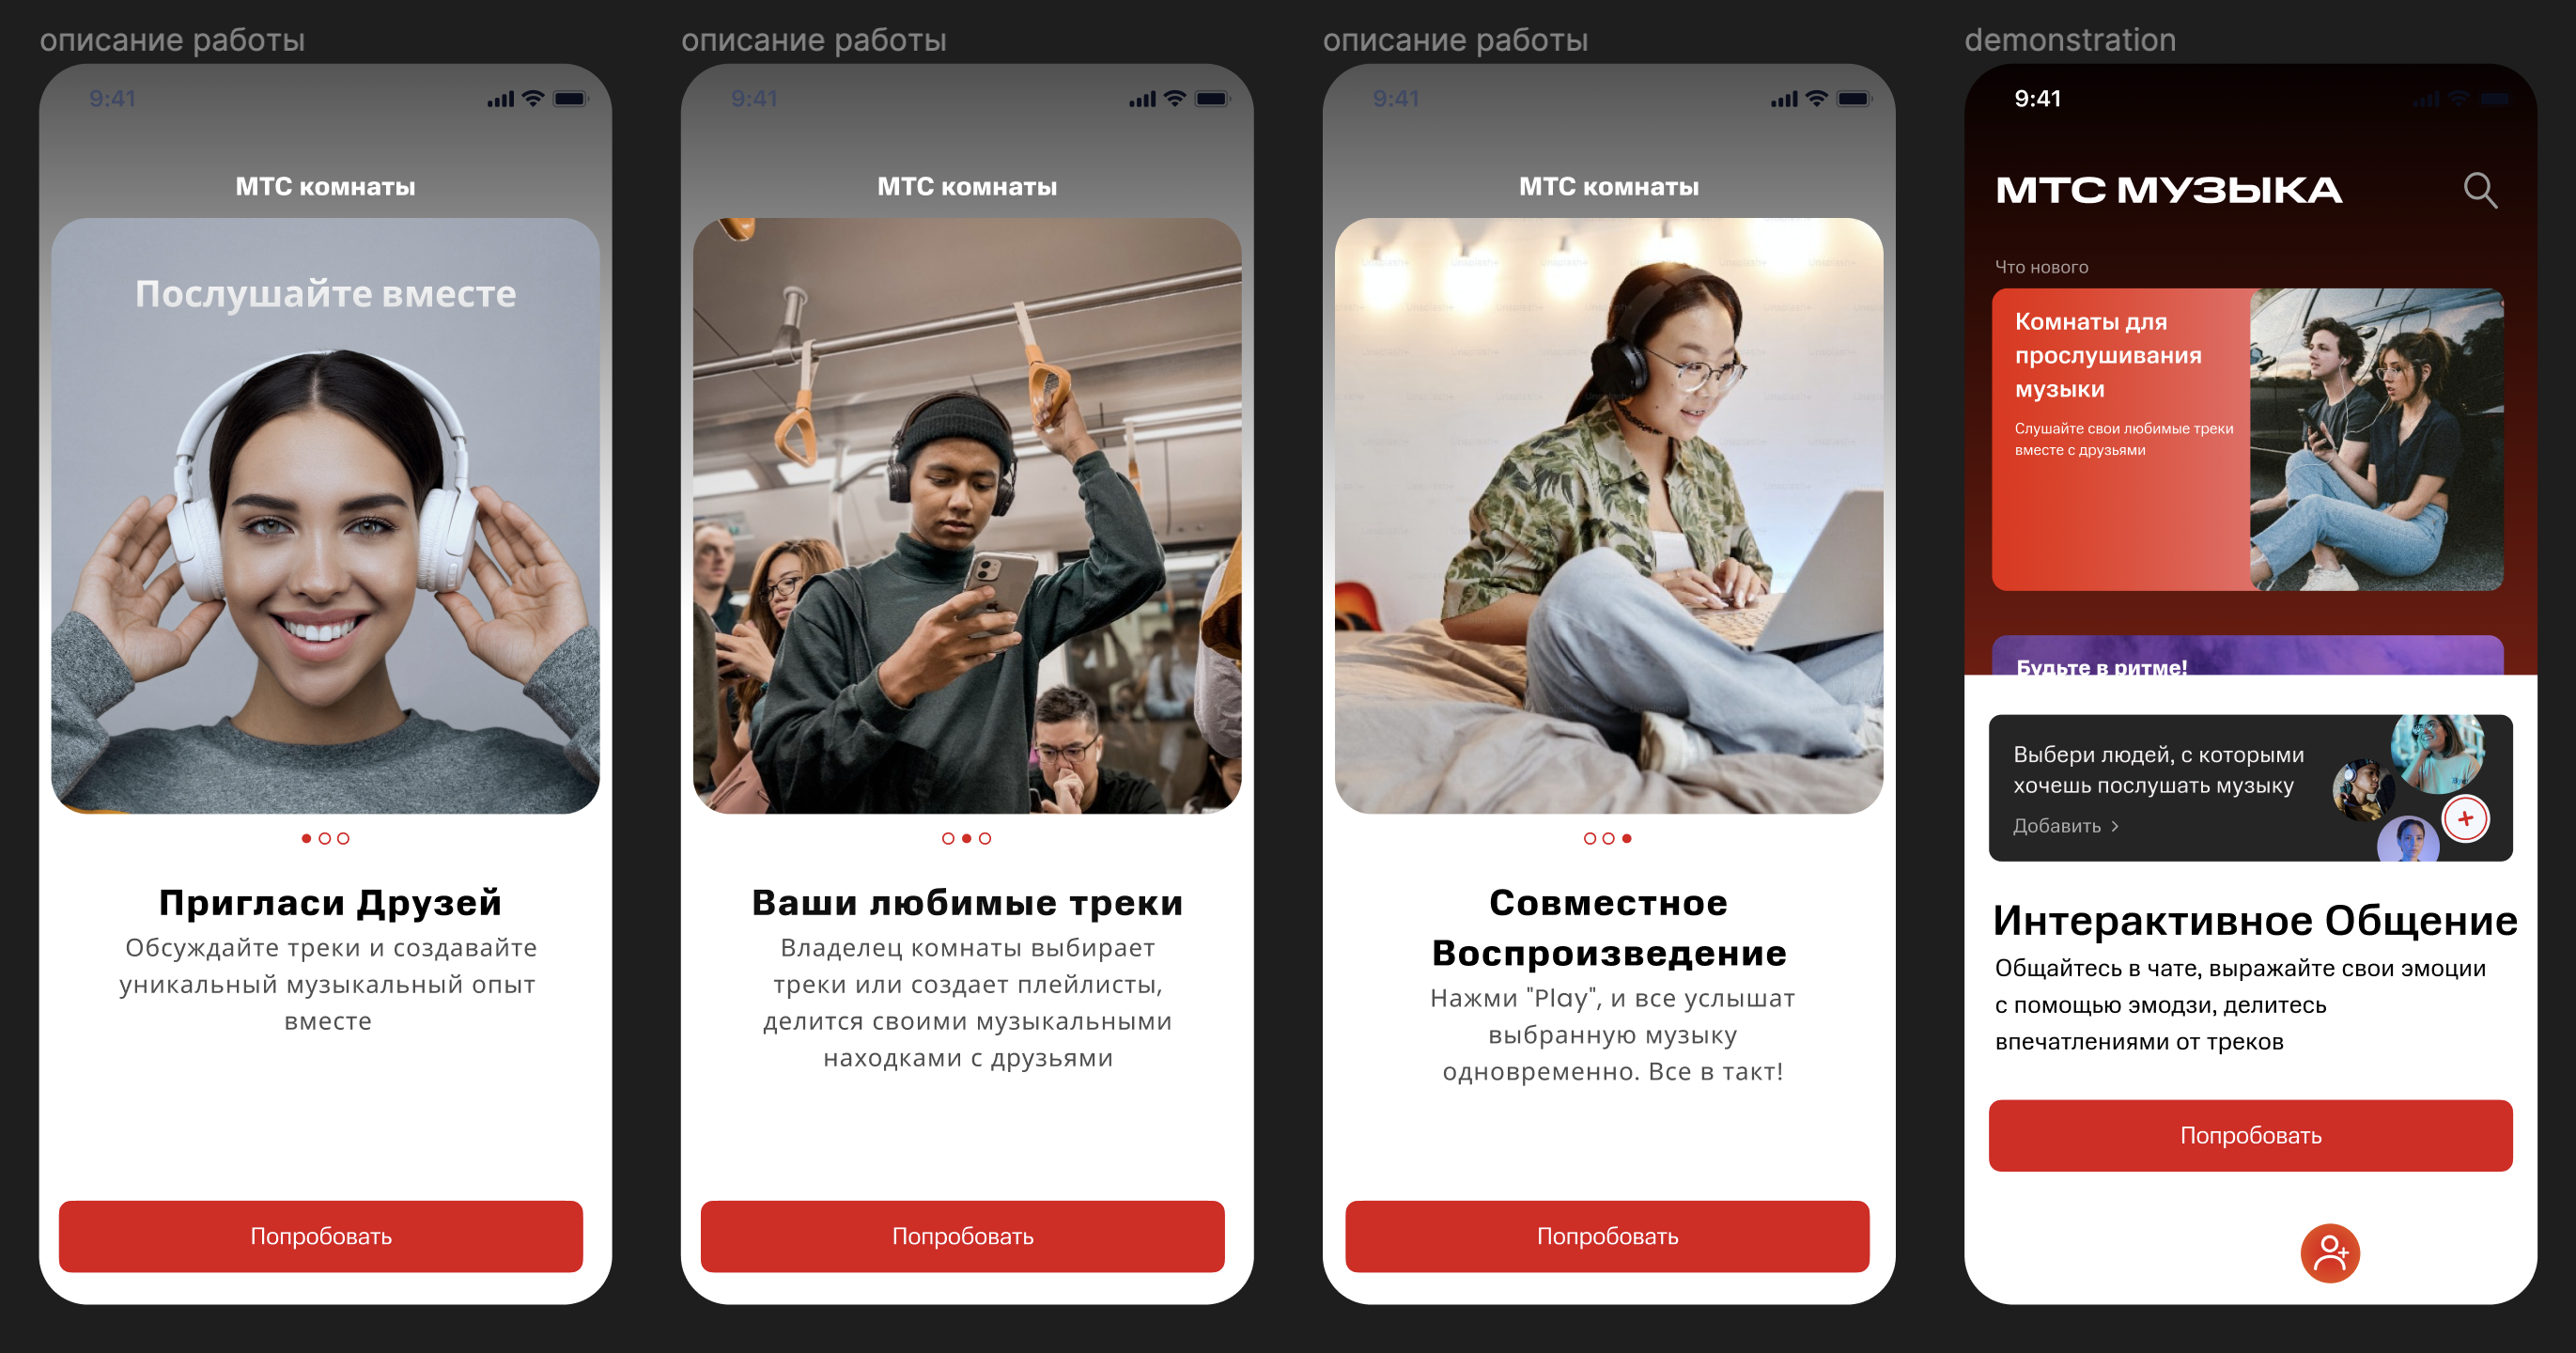 описание работы
9:41
МТС комнаты
Послушайте вместе
Пригласи Друзей
Обсуждайте треки и создавайте
уникальный музыкальный опыт
вместе
Попробовать
описание работы
9:41
МТС комнаты
Ваши любимые треки
Владелец комнаты выбирает
треки или создает плейлисты,
делится своими музыкальными
находками с друзьями
Попробовать
описание работы
9:41
МТС комнаты
Совместное
Воспроизведение
Нажми "Play", и все услышат
выбранную музыку
одновременно. Все в такт!
Попробовать
demonstration
9:41
МТС МУЗЫКА
Что нового
Комнаты для
прослушивания
музыки
Слушайте свои любимые треки
вместе с друзьями
Будьте в ритме!
Выбери людей, с которыми
хочешь послушать музыку
Добавить >
Интерактивное Общение
Общайтесь в чате, выражайте свои эмоции
с помощью эмодзи, делитесь
впечатлениями от треков
Попробовать